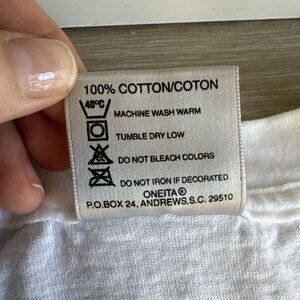 100% COTTON/COTON
40°C MACHINE WASH WARM
TUMBLE DRY LOW
DO NOT BLEACH COLORS
DO NOT IRON IF DECORATED
ONEITA®
P.O.BOX 24, ANDREWS,S.C. 29510